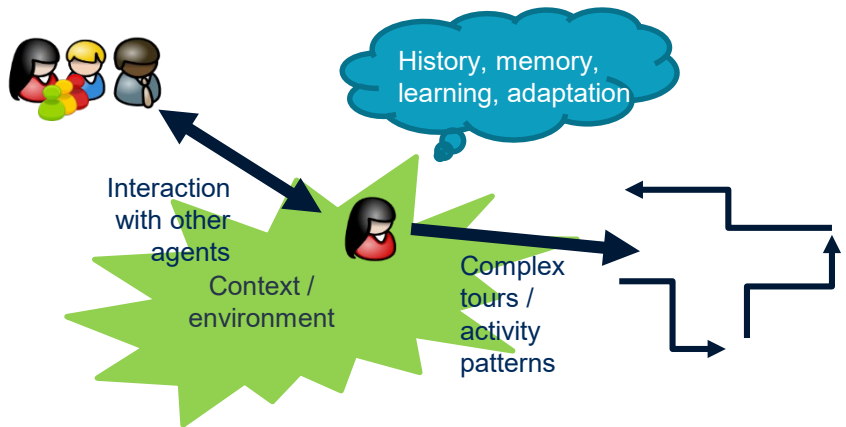 History, memory,
learning, adaptation
Interaction
with other
agents
Context /
environment
Complex
tours /
activity
patterns